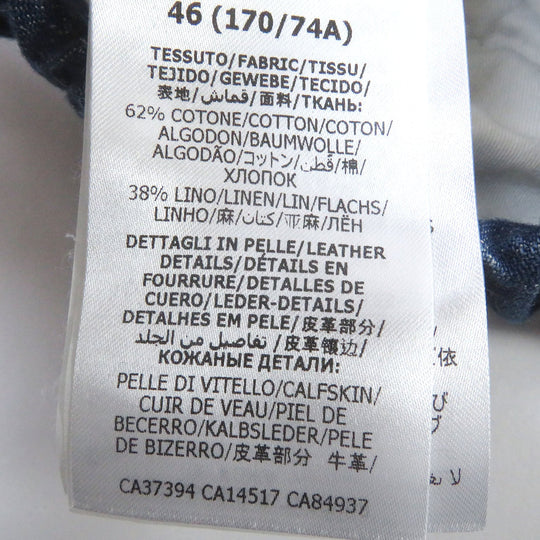 46 (170/74A)
TESSUTO/FABRIC/TISSU/
TEJIDO/GEWEBE/TECIDO/
表地/قماش/面料/ТКАНЬ:
62% COTONE/COTTON/COTON/
ALGODON/BAUMWOLLE/
ALGODÃO/コットン/قُطن/棉/
ХЛОПОК
38% LINO/LINEN/LIN/FLACHS/
LINHO/麻/كتان/亚麻/ЛЁН
DETTAGLI IN PELLE/LEATHER
DETAILS/DÉTAILS EN
FOURRURE/DETALLES DE
CUERO/LEDER-DETAILS/
DETALHES EM PELE/皮革部分/
تفاصيل من الجلد/皮革镶边/
КОЖАНЫЕ ДЕТАЛИ:
PELLE DI VITELLO/CALFSKIN/
CUIR DE VEAU/PIEL DE
BECERRO/KALBSLEDER/PELE
DE BIZERRO/皮革部分 牛革/
CA37394 CA14517 CA84937
依
び